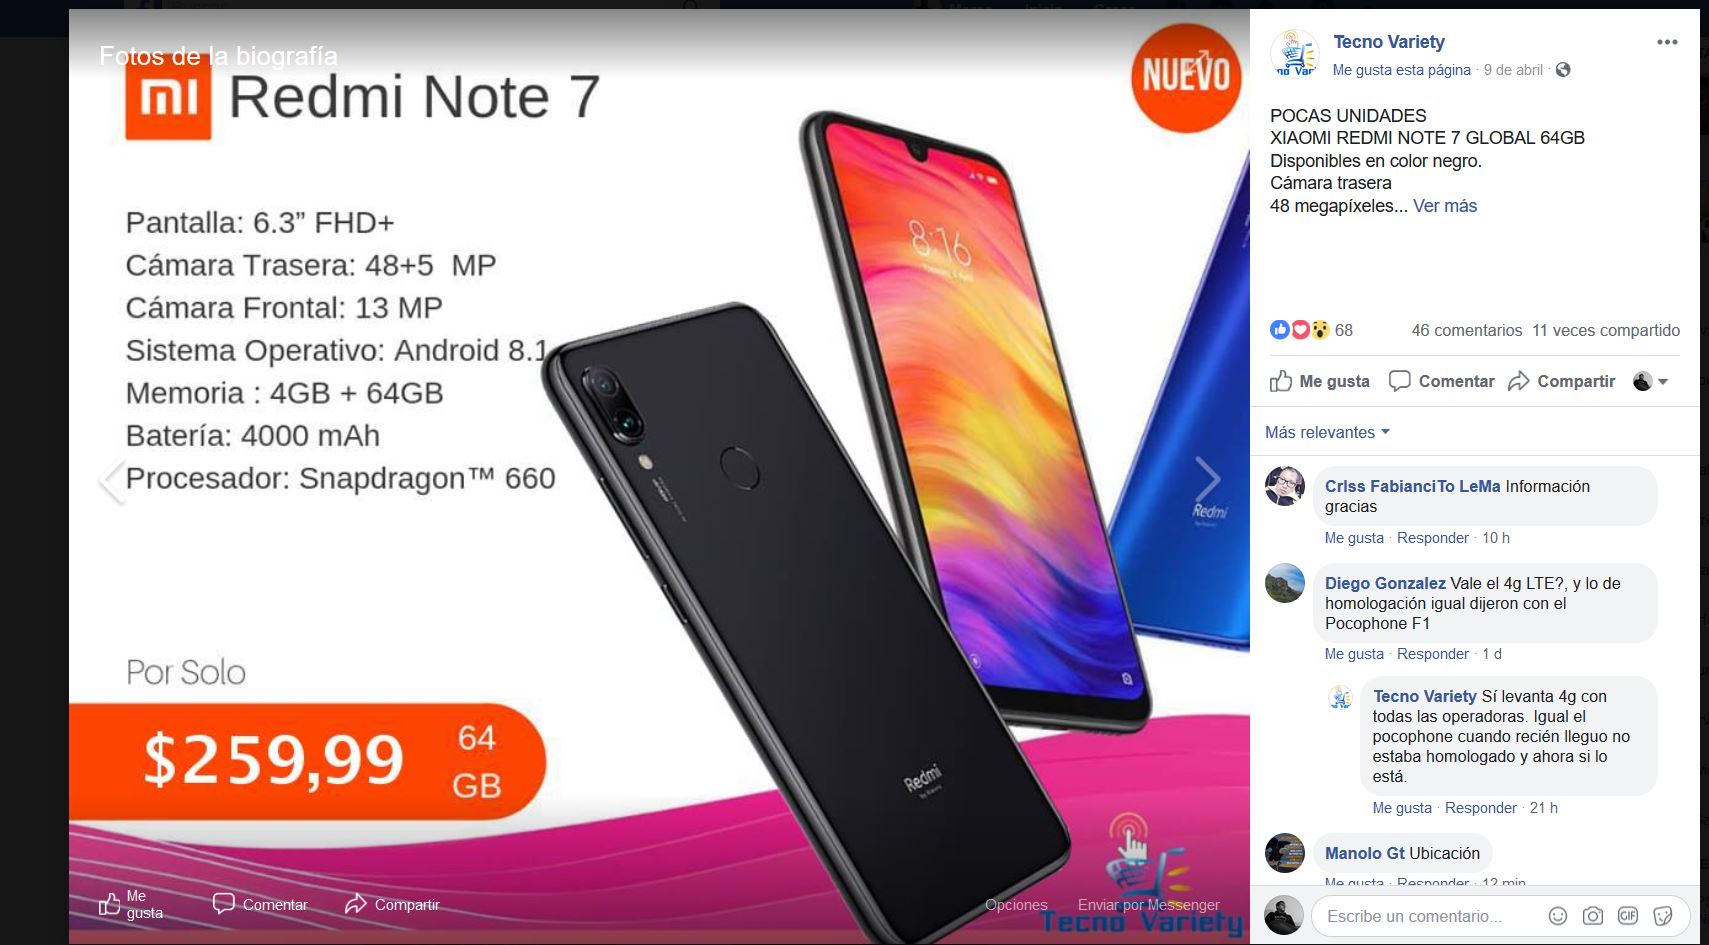 Fotos de la biografía
mi Redmi Note 7
NUEVO
Pantalla: 6.3” FHD+
Cámara Trasera: 48+5 MP
Cámara Frontal: 13 MP
Sistema Operativo: Android 8.1
Memoria : 4GB + 64GB
Batería: 4000 mAh
Procesador: Snapdragon™ 660
8:16
Redmi
Por Solo
$259,99
64
GB
Redmi
by Xiaomi
Me
gusta
Comentar
Compartir
Opciones
Enviar por Messenger
Tecno Variety
Tecno Variety
Me gusta esta página · 9 de abril ·
POCAS UNIDADES
XIAOMI REDMI NOTE 7 GLOBAL 64GB
Disponibles en color negro.
Cámara trasera
48 megapíxeles... Ver más
68
46 comentarios 11 veces compartido
Me gusta Comentar Compartir
Más relevantes
CrIss FabianciTo LeMa Información
gracias
Me gusta · Responder · 10 h
Diego Gonzalez Vale el 4g LTE?, y lo de
homologación igual dijeron con el
Pocophone F1
Me gusta · Responder · 1 d
Tecno Variety Sí levanta 4g con
todas las operadoras. Igual el
pocophone cuando recién lleguo no
estaba homologado y ahora si lo
está.
Me gusta · Responder · 21 h
Manolo Gt Ubicación
Me gusta · Responder · 12 min
Escribe un comentario...
GIF